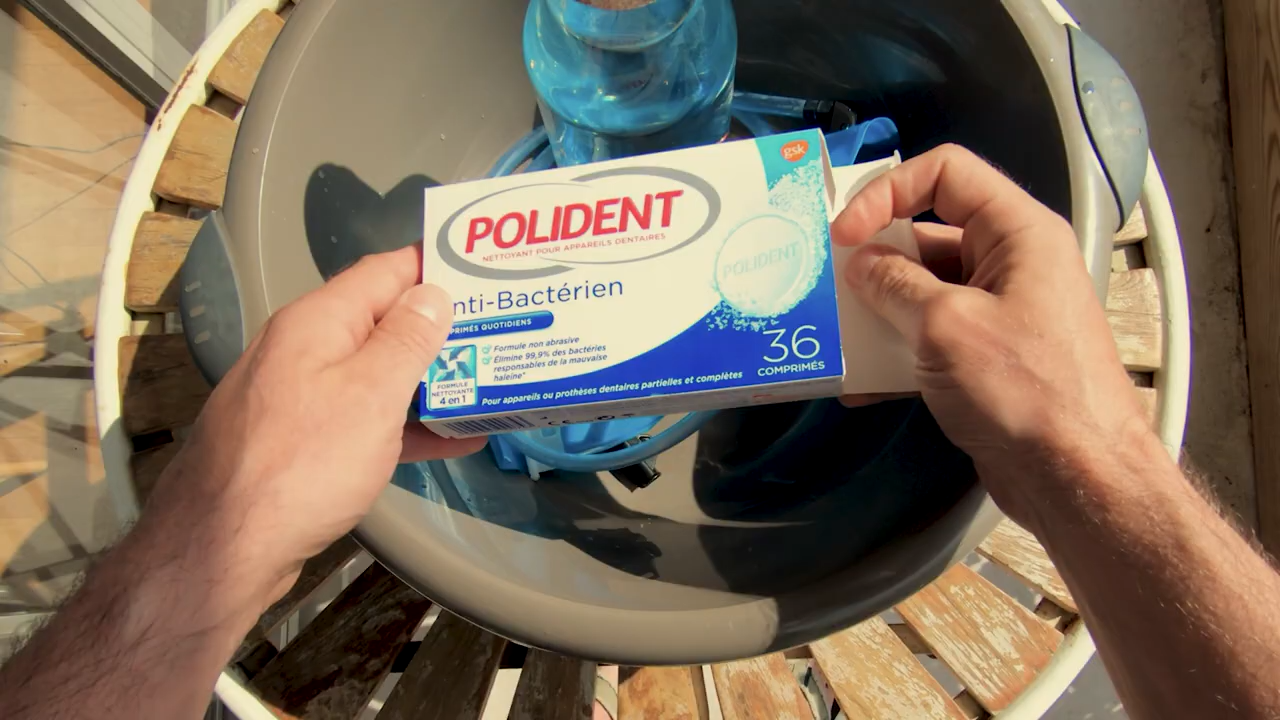 gsk
POLIDENT
NETTOYANT POUR APPAREILS DENTAIRES
POLIDENT
nti-Bactérien
PRIMÉS QUOTIDIENS
Formule non abrasive
Élimine 99,9% des bactéries
responsables de la mauvaise
haleine*
FORMULE
NETTOYANTE
4 en 1
36
COMPRIMÉS
Pour appareils ou prothèses dentaires partielles et complètes